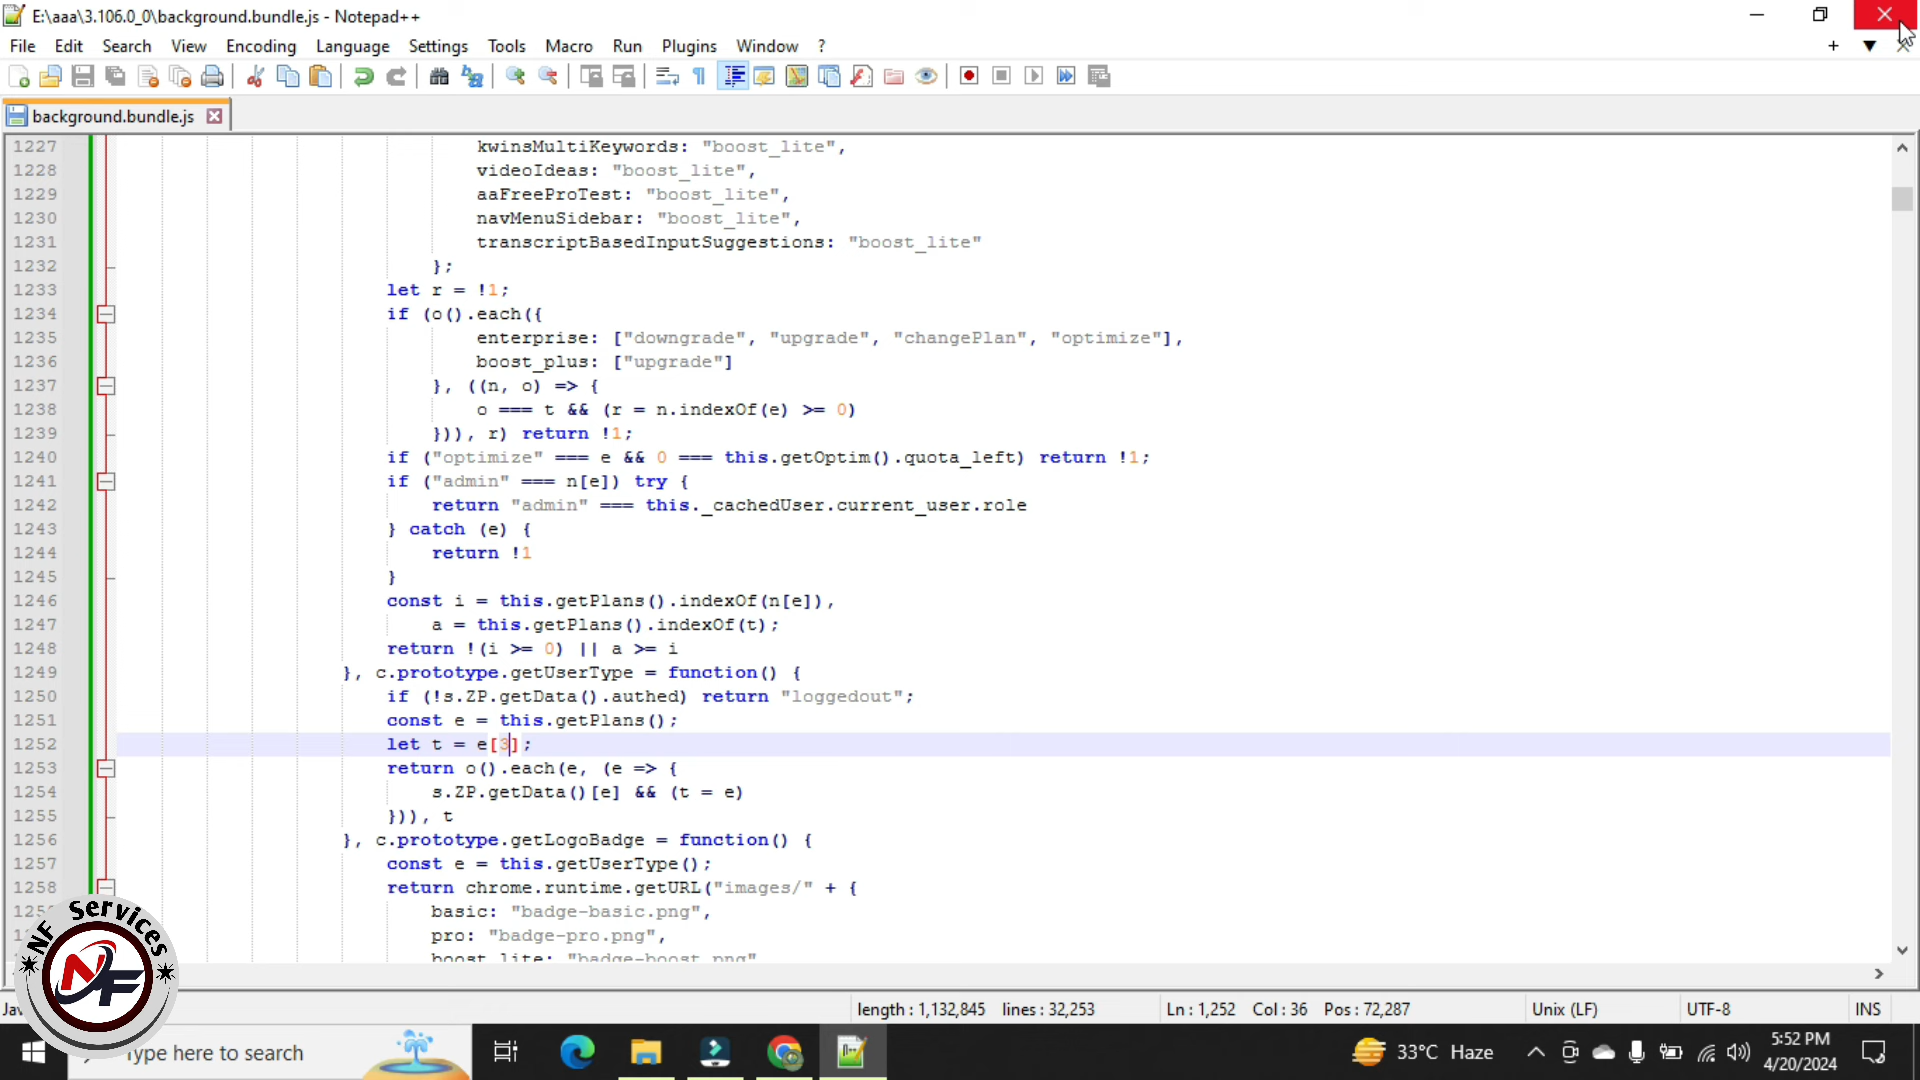 E:\aaa\3.106.0_0\background.bundle.js - Notepad++
File Edit Search View Encoding Language Settings Tools Macro Run Plugins Window ?
background.bundle.js
1227 kwinsMultiKeywords: "boost_lite",
1228 videoIdeas: "boost_lite",
1229 aaFreeProTest: "boost_lite",
1230 navMenuSidebar: "boost_lite",
1231 transcriptBasedInputSuggestions: "boost_lite"
1232 };
1233 let r = !1;
1234 if (o().each({
1235 enterprise: ["downgrade", "upgrade", "changePlan", "optimize"],
1236 boost_plus: ["upgrade"]
1237 }, ((n, o) => {
1238 o === t && (r = n.indexOf(e) >= 0)
1239 })), r) return !1;
1240 if ("optimize" === e && 0 === this.getOptim().quota_left) return !1;
1241 if ("admin" === n[e]) try {
1242 return "admin" === this._cachedUser.current_user.role
1243 } catch (e) {
1244 return !1
1245 }
1246 const i = this.getPlans().indexOf(n[e]),
1247 a = this.getPlans().indexOf(t);
1248 return !(i >= 0) || a >= i
1249 }, c.prototype.getUserType = function() {
1250 if (!s.ZP.getData().authed) return "loggedout";
1251 const e = this.getPlans();
1252 let t = e[3];
1253 return o().each(e, (e => {
1254 s.ZP.getData()[e] && (t = e)
1255 })), t
1256 }, c.prototype.getLogoBadge = function() {
1257 const e = this.getUserType();
1258 return chrome.runtime.getURL("images/" + {
basic: "badge-basic.png",
pro: "badge-pro.png",
boost_lite: "badge-boost.png"
length : 1,132,845 lines : 32,253 Ln : 1,252 Col : 36 Pos : 72,287 Unix (LF) UTF-8 INS
NF Services
NF
Type here to search
33°C Haze
5:52 PM
4/20/2024